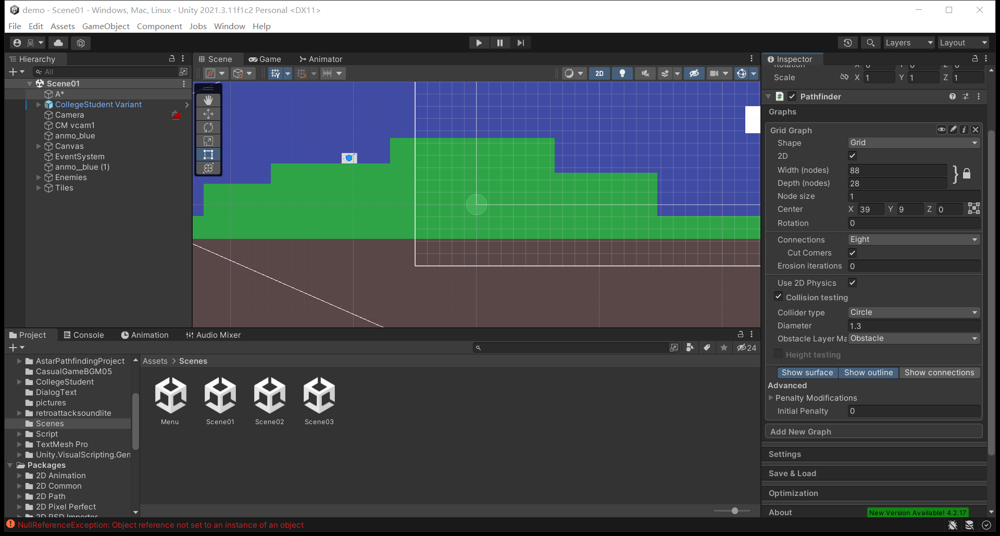 demo - Scene01 - Windows, Mac, Linux - Unity 2021.3.11f1c2 Personal <DX11>
File Edit Assets GameObject Component Jobs Window Help
吴 Layers Layout
Hierarchy
All
Scene01
A*
CollegeStudent Variant
Camera
CM vcam1
anmo_blue
Canvas
EventSystem
anmo__blue (1)
Enemies
Tiles
Scene Game Animator
2D
Inspector
Rotation X 0 Y 0 Z 0
Scale X 1 Y 1 Z 1
Pathfinder
Graphs
Grid Graph
Shape Grid
2D
Width (nodes) 88
Depth (nodes) 28
Node size 1
Center X 39 Y 9 Z 0
Rotation 0
Connections Eight
Cut Corners
Erosion iterations 0
Use 2D Physics
Collision testing
Collider type Circle
Diameter 1.3
Obstacle Layer Ma Obstacle
Height testing
Show surface Show outline Show connections
Advanced
Penalty Modifications
Initial Penalty 0
Add New Graph
Settings
Save & Load
Optimization
About New Version Available! 4.2.17
Project Console Animation Audio Mixer
24
AstarPathfindingProject
CasualGameBGM05
CollegeStudent
DialogText
pictures
retroattacksoundlite
Scenes
Script
TextMesh Pro
Unity.VisualScripting.Gen
Packages
2D Animation
2D Common
2D Path
2D Pixel Perfect
2D PSD Importer
Assets > Scenes
Menu Scene01 Scene02 Scene03
NullReferenceException: Object reference not set to an instance of an object